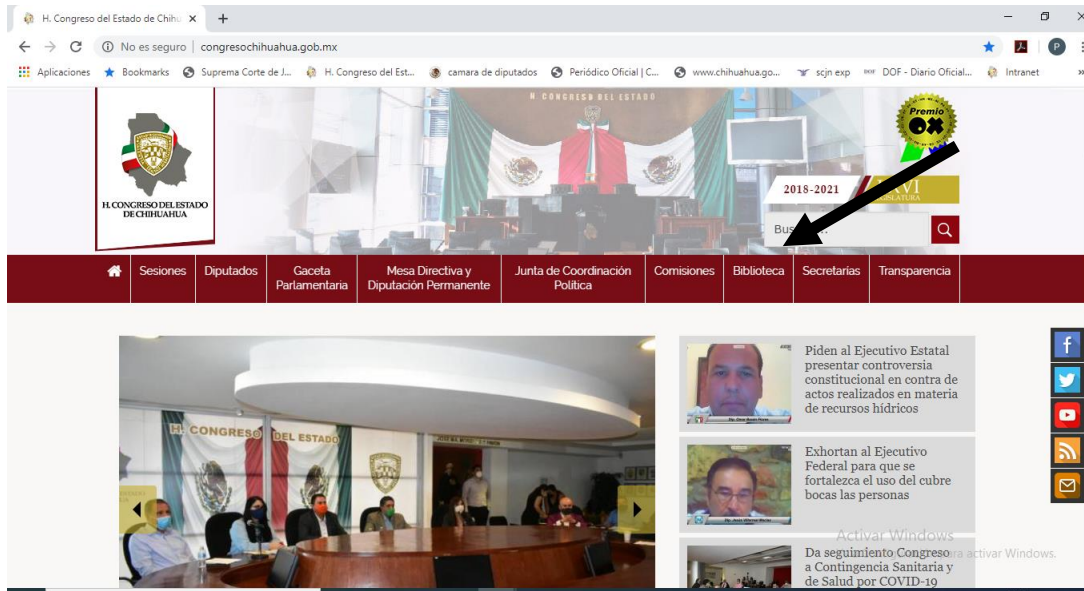 H. Congreso del Estado de Chihu
No es seguro | congresochihuahua.gob.mx
Aplicaciones Bookmarks Suprema Corte de J... H. Congreso del Est... camara de diputados Periódico Oficial | C... www.chihuahua.go... scjn exp DOF - Diario Oficial... Intranet
H. CONGRESO DEL ESTADO
Premio
OX
H. CONGRESO DEL ESTADO
DE CHIHUAHUA
2018-2021
Sesiones
Diputados
Gaceta
Parlamentaria
Mesa Directiva y
Diputación Permanente
Junta de Coordinación
Política
Comisiones
Biblioteca
Secretarías
Transparencia
H. CONGRESO DEL ESTADO
Piden al Ejecutivo Estatal
presentar controversia
constitucional en contra de
actos realizados en materia
de recursos hídricos
Exhortan al Ejecutivo
Federal para que se
fortalezca el uso del cubre
bocas las personas
Activar Windows
Da seguimiento Congreso
a Contingencia Sanitaria y
de Salud por COVID-19
activar Windows.